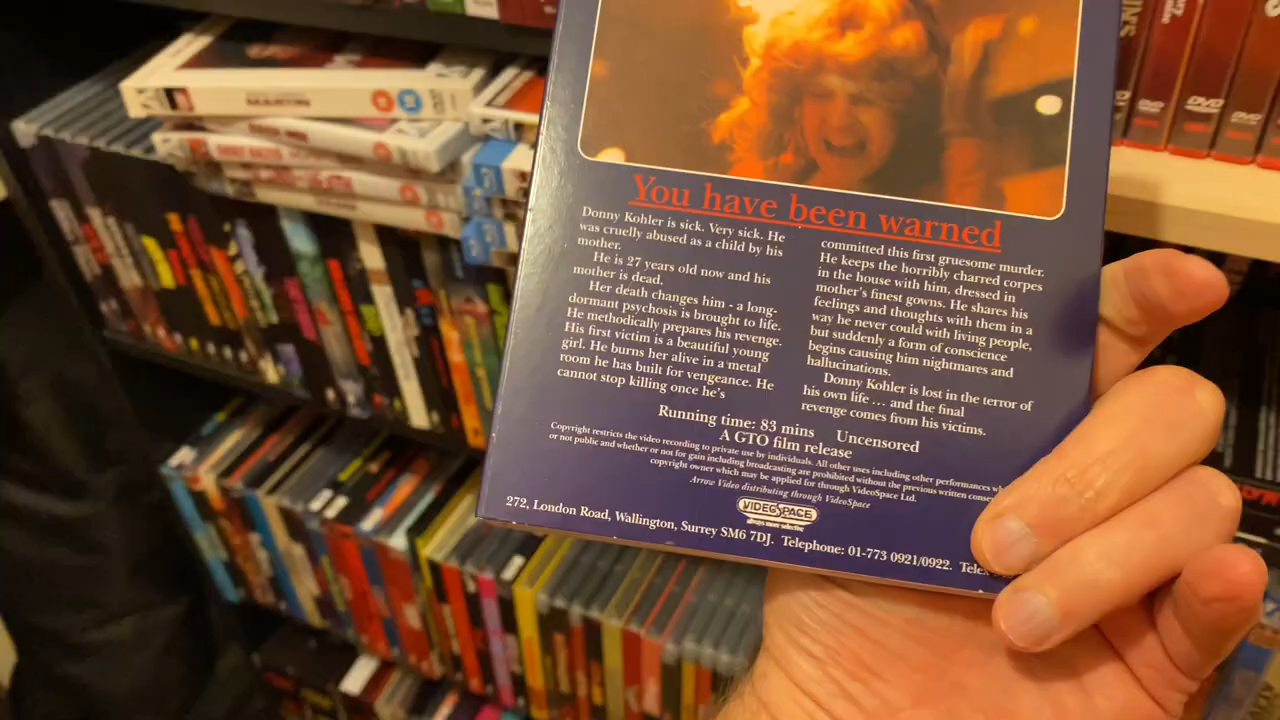 MARTIN
DVD
DVD
DVD
You have been warned
Donny Kohler is sick. Very sick. He
was cruelly abused as a child by his
mother.
He is 27 years old now and his
mother is dead.
Her death changes him - a long-
dormant psychosis is brought to life.
He methodically prepares his revenge.
His first victim is a beautiful young
girl. He burns her alive in a metal
room he has built for vengeance. He
cannot stop killing once he's
committed this first gruesome murder.
He keeps the horribly charred corpes
in the house with him, dressed in
mother's finest gowns. He shares his
feelings and thoughts with them in a
way he never could with living people,
but suddenly a form of conscience
begins causing him nightmares and
hallucinations.
Donny Kohler is lost in the terror of
his own life ... and the final
revenge comes from his victims.
Running time: 83 mins Uncensored
A GTO film release
Copyright restricts the video recording to private use by individuals. All other uses including other performances
or not public and whether or not for gain including broadcasting are prohibited without the previous written
copyright owner which may be applied for through VideoSpace Ltd.
Arrow Video distributing through VideoSpace
VIDEOSPACE
always more selective
272, London Road, Wallington, Surrey SM6 7DJ. Telephone: 01-773 0921/0922.